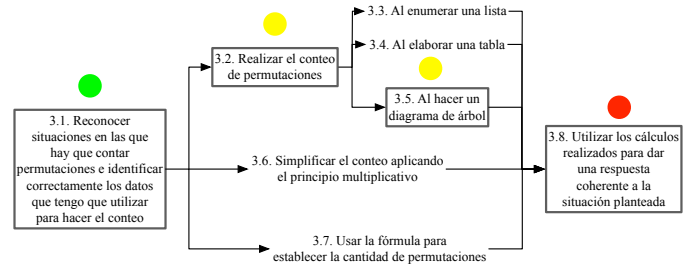 3.3. Al enumerar una lista
3.2. Realizar el conteo
de permutaciones
3.4. Al elaborar una tabla
3.5. Al hacer un
diagrama de árbol
3.1. Reconocer
situaciones en las que
hay que contar
permutaciones e identificar
correctamente los datos
que tengo que utilizar
para hacer el conteo
3.6. Simplificar el conteo aplicando
el principio multiplicativo
3.7. Usar la fórmula para
establecer la cantidad de permutaciones
3.8. Utilizar los cálculos
realizados para dar
una respuesta
coherente a la
situación planteada